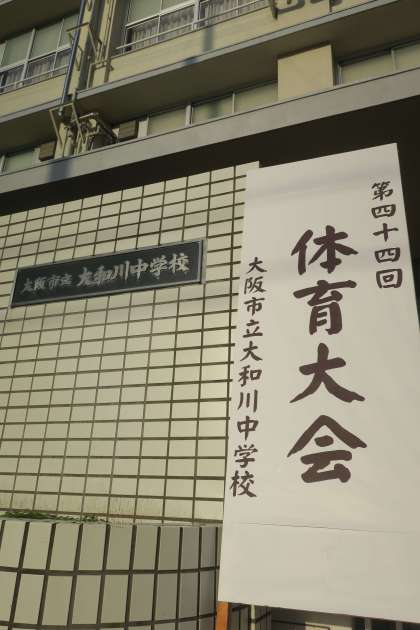 第四十四回
体育大会
大阪市立大和川中学校
大阪市立 大和川中学校